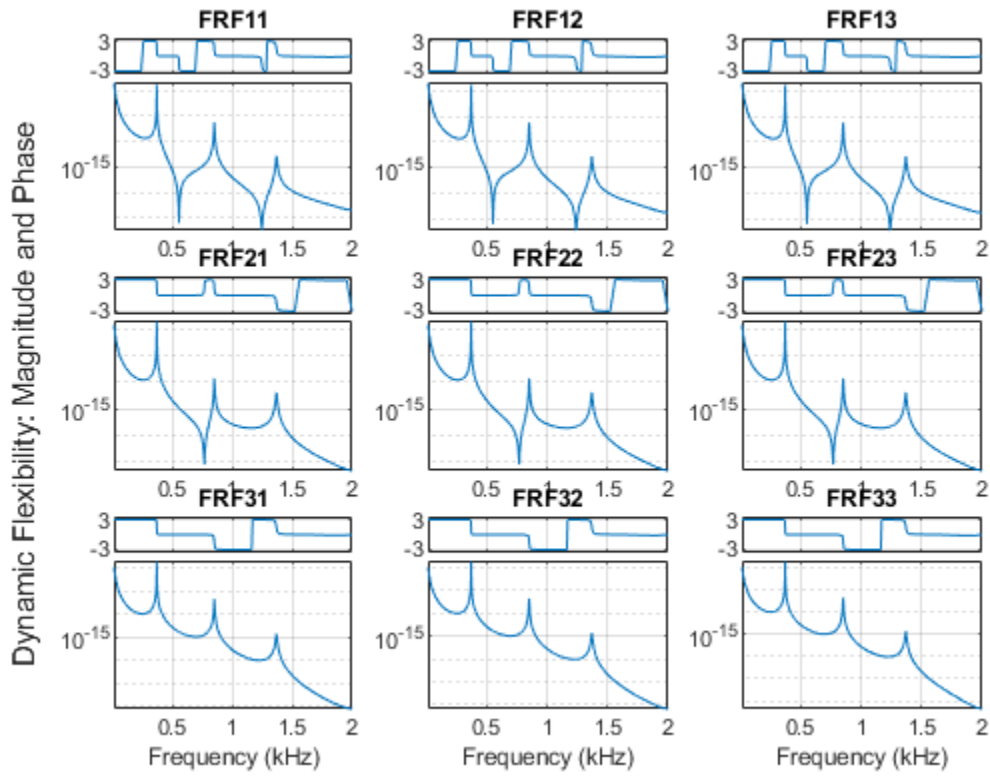 Dynamic Flexibility: Magnitude and Phase
FRF11 FRF12 FRF13
3 3 3
-3 -3 -3
10^-15 10^-15 10^-15
0.5 1 1.5 2 0.5 1 1.5 2 0.5 1 1.5 2
FRF21 FRF22 FRF23
3 3 3
-3 -3 -3
10^-15 10^-15 10^-15
0.5 1 1.5 2 0.5 1 1.5 2 0.5 1 1.5 2
FRF31 FRF32 FRF33
3 3 3
-3 -3 -3
10^-15 10^-15 10^-15
0.5 1 1.5 2 0.5 1 1.5 2 0.5 1 1.5 2
Frequency (kHz) Frequency (kHz) Frequency (kHz)